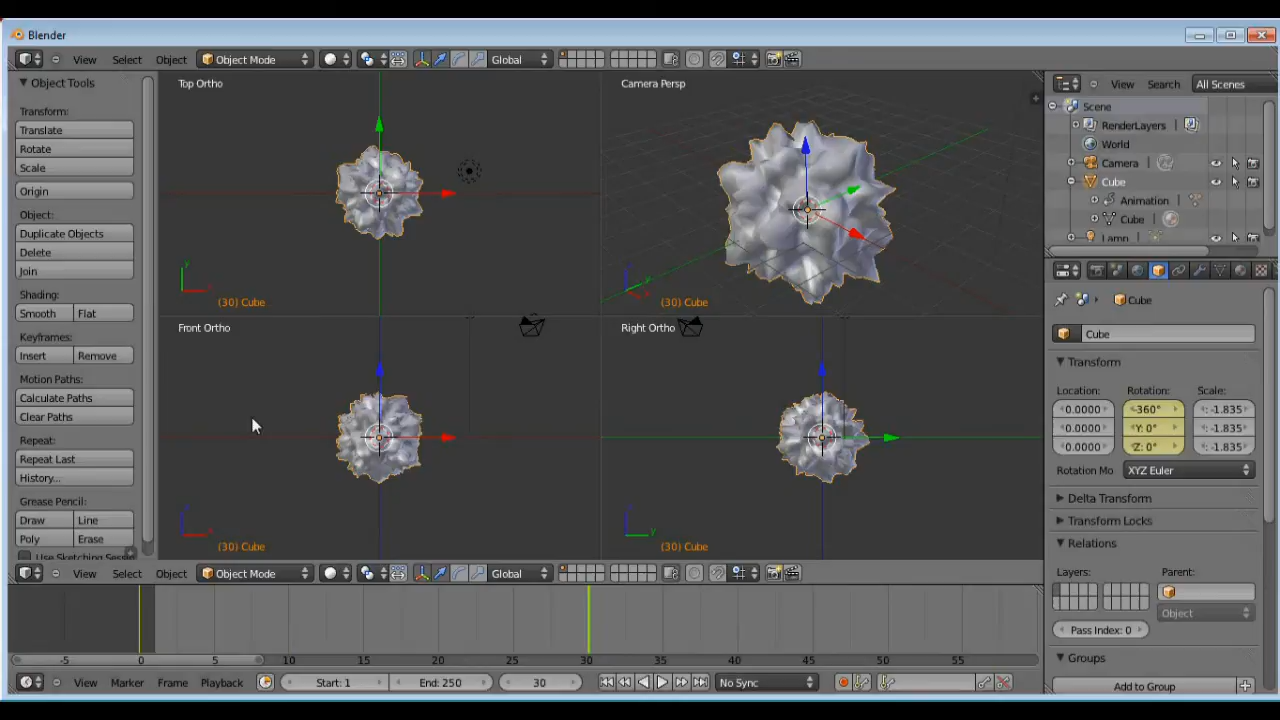 Blender
View Select Object Object Mode Global
Object Tools
Transform:
Translate
Rotate
Scale
Origin
Object:
Duplicate Objects
Delete
Join
Shading:
Smooth Flat
Keyframes:
Insert Remove
Motion Paths:
Calculate Paths
Clear Paths
Repeat:
Repeat Last
History...
Grease Pencil:
Draw Line
Poly Erase
Use Sketching Sessi
Top Ortho
(30) Cube
Camera Persp
(30) Cube
Front Ortho
(30) Cube
Right Ortho
(30) Cube
View Select Object Object Mode Global
-5 0 5 10 15 20 25 30 35 40 45 50 55
View Marker Frame Playback Start: 1 End: 250 30 No Sync
View Search All Scenes
Scene
RenderLayers
World
Camera
Cube
Animation
Cube
Lamp
Cube
Cube
Transform
Location: Rotation: Scale:
0.0000 -360° : -1.835
0.0000 Y: 0° : -1.835
0.0000 Z: 0° : -1.835
Rotation Mo XYZ Euler
Delta Transform
Transform Locks
Relations
Layers: Parent:
Object
Pass Index: 0
Groups
Add to Group